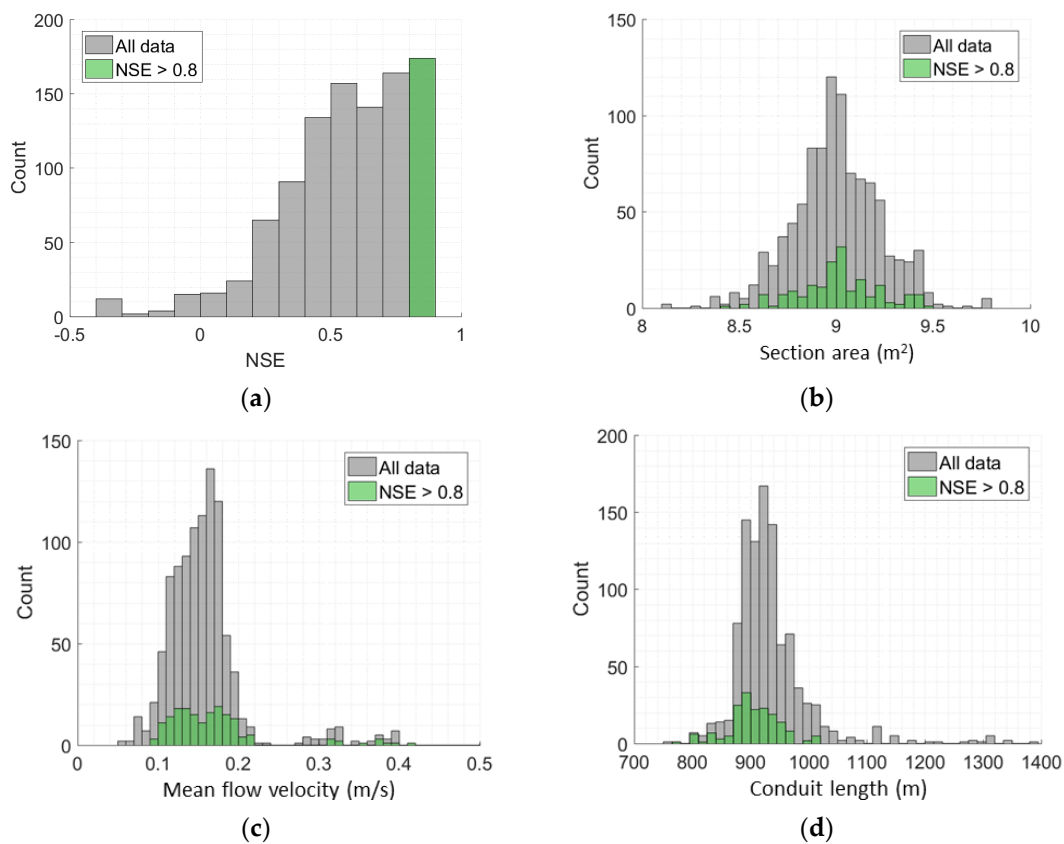 200
150
100
50
0
Count
All data
NSE > 0.8
-0.5
0
0.5
1
NSE
(a)
150
100
50
0
Count
All data
NSE > 0.8
8
8.5
9
9.5
10
Section area (m²)
(b)
150
100
50
0
Count
All data
NSE > 0.8
0
0.1
0.2
0.3
0.4
0.5
Mean flow velocity (m/s)
(c)
200
150
100
50
0
Count
All data
NSE > 0.8
700
800
900
1000
1100
1200
1300
1400
Conduit length (m)
(d)